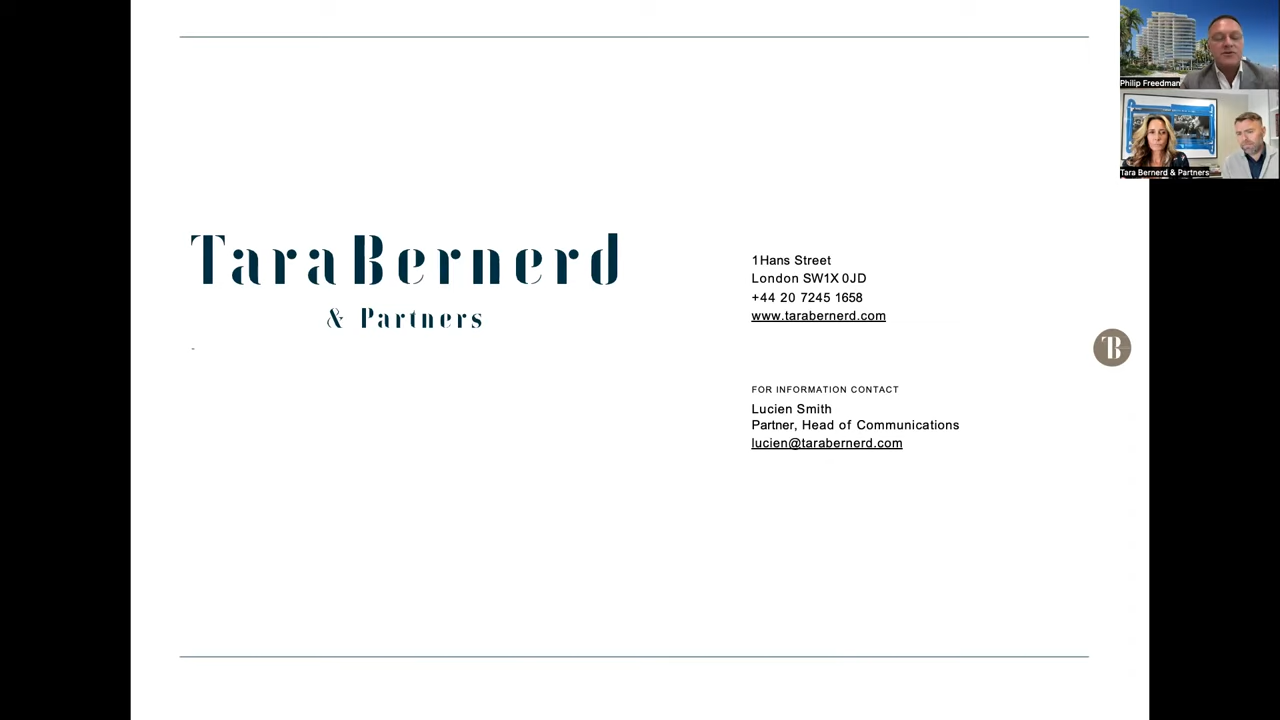 TaraBernerd
& Partners
-
1Hans Street
London SW1X 0JD
+44 20 7245 1658
www.tarabernerd.com
FOR INFORMATION CONTACT
Lucien Smith
Partner, Head of Communications
lucien@tarabernerd.com
TB
Philip Freedman
Tara Bernerd & Partners